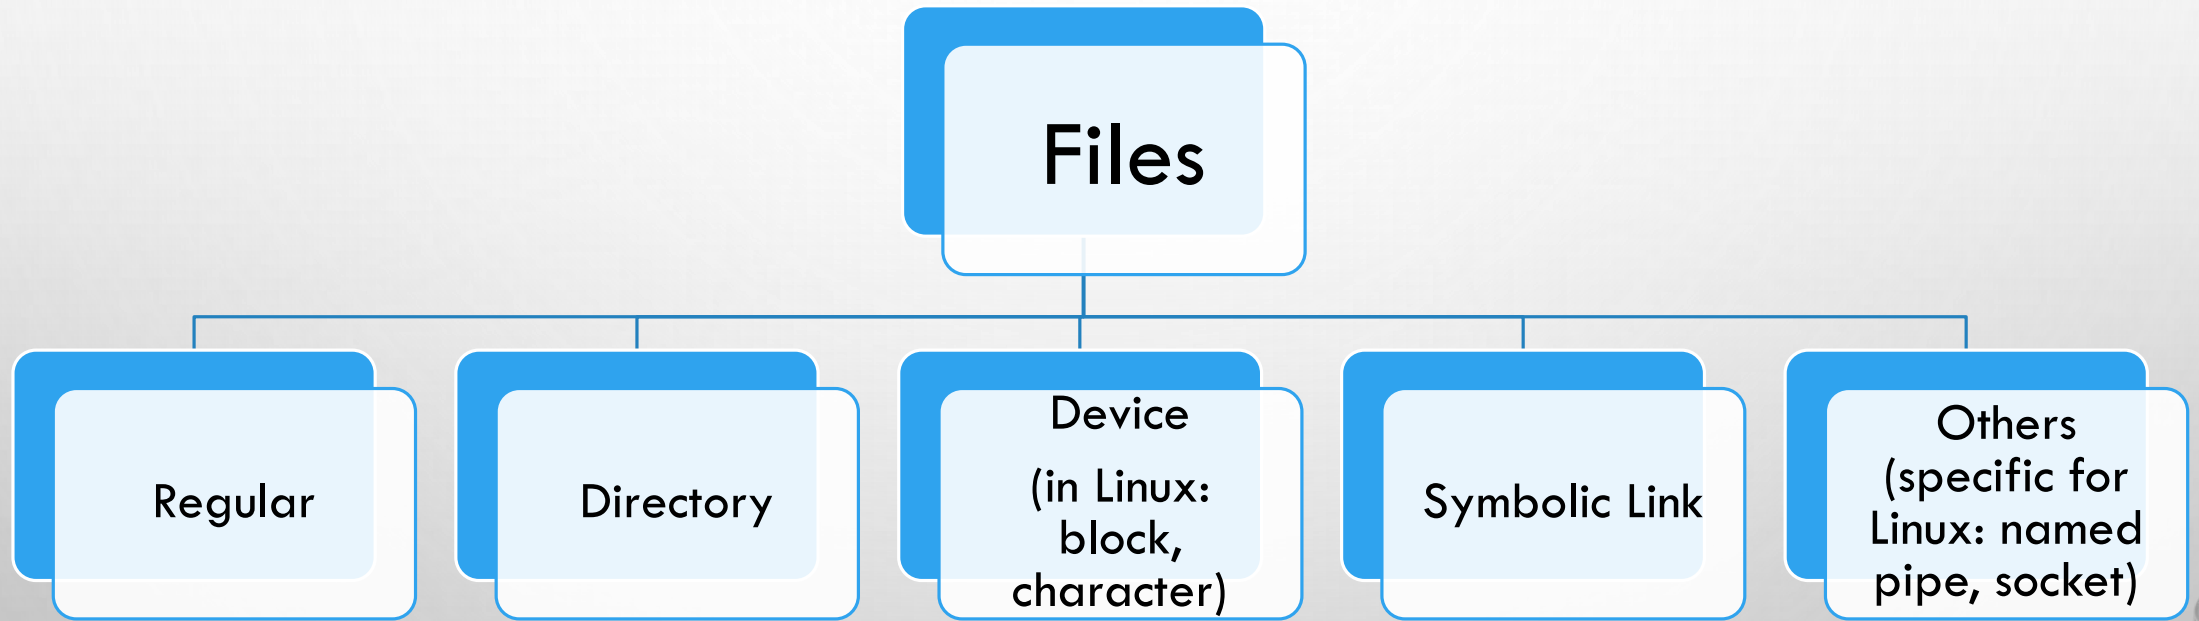 Files
Regular
Directory
Device
(in Linux:
block,
character)
Symbolic Link
Others
(specific for
Linux: named
pipe, socket)